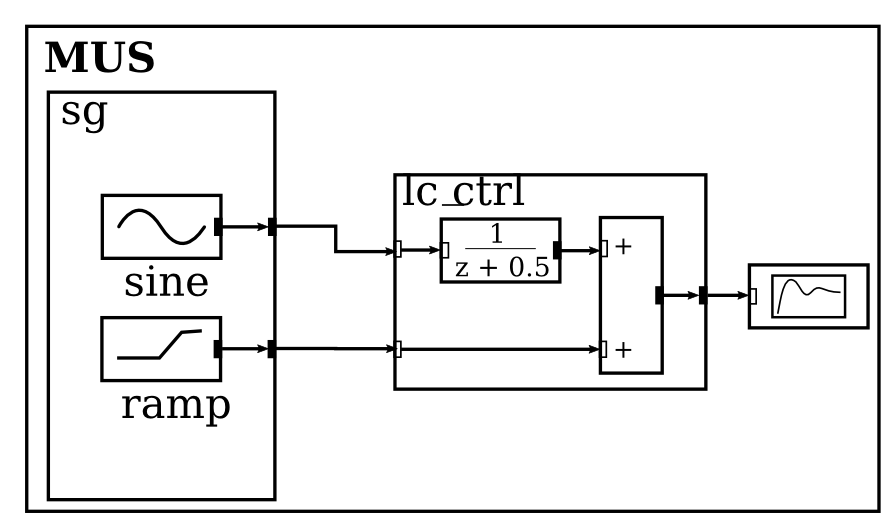 MUS
sg
lc_ctrl
1
z + 0.5
+
+
sine
ramp